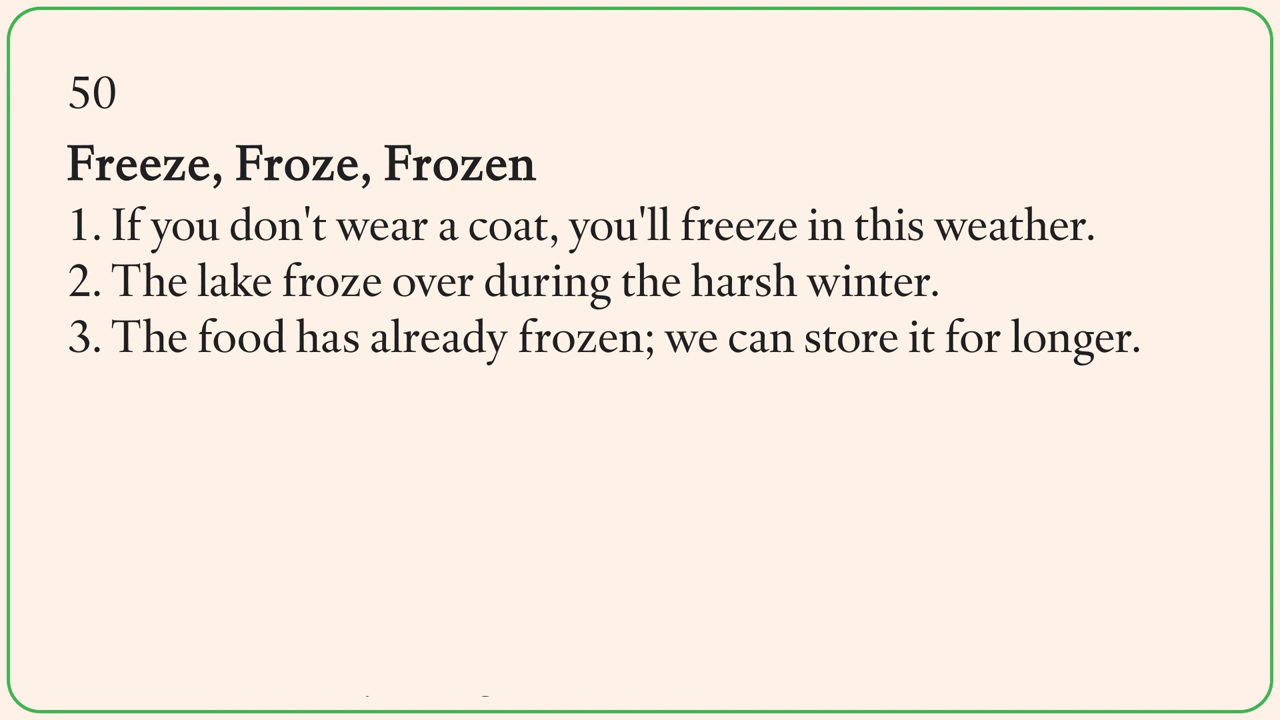 50
Freeze, Froze, Frozen
1. If you don't wear a coat, you'll freeze in this weather.
2. The lake froze over during the harsh winter.
3. The food has already frozen; we can store it for longer.